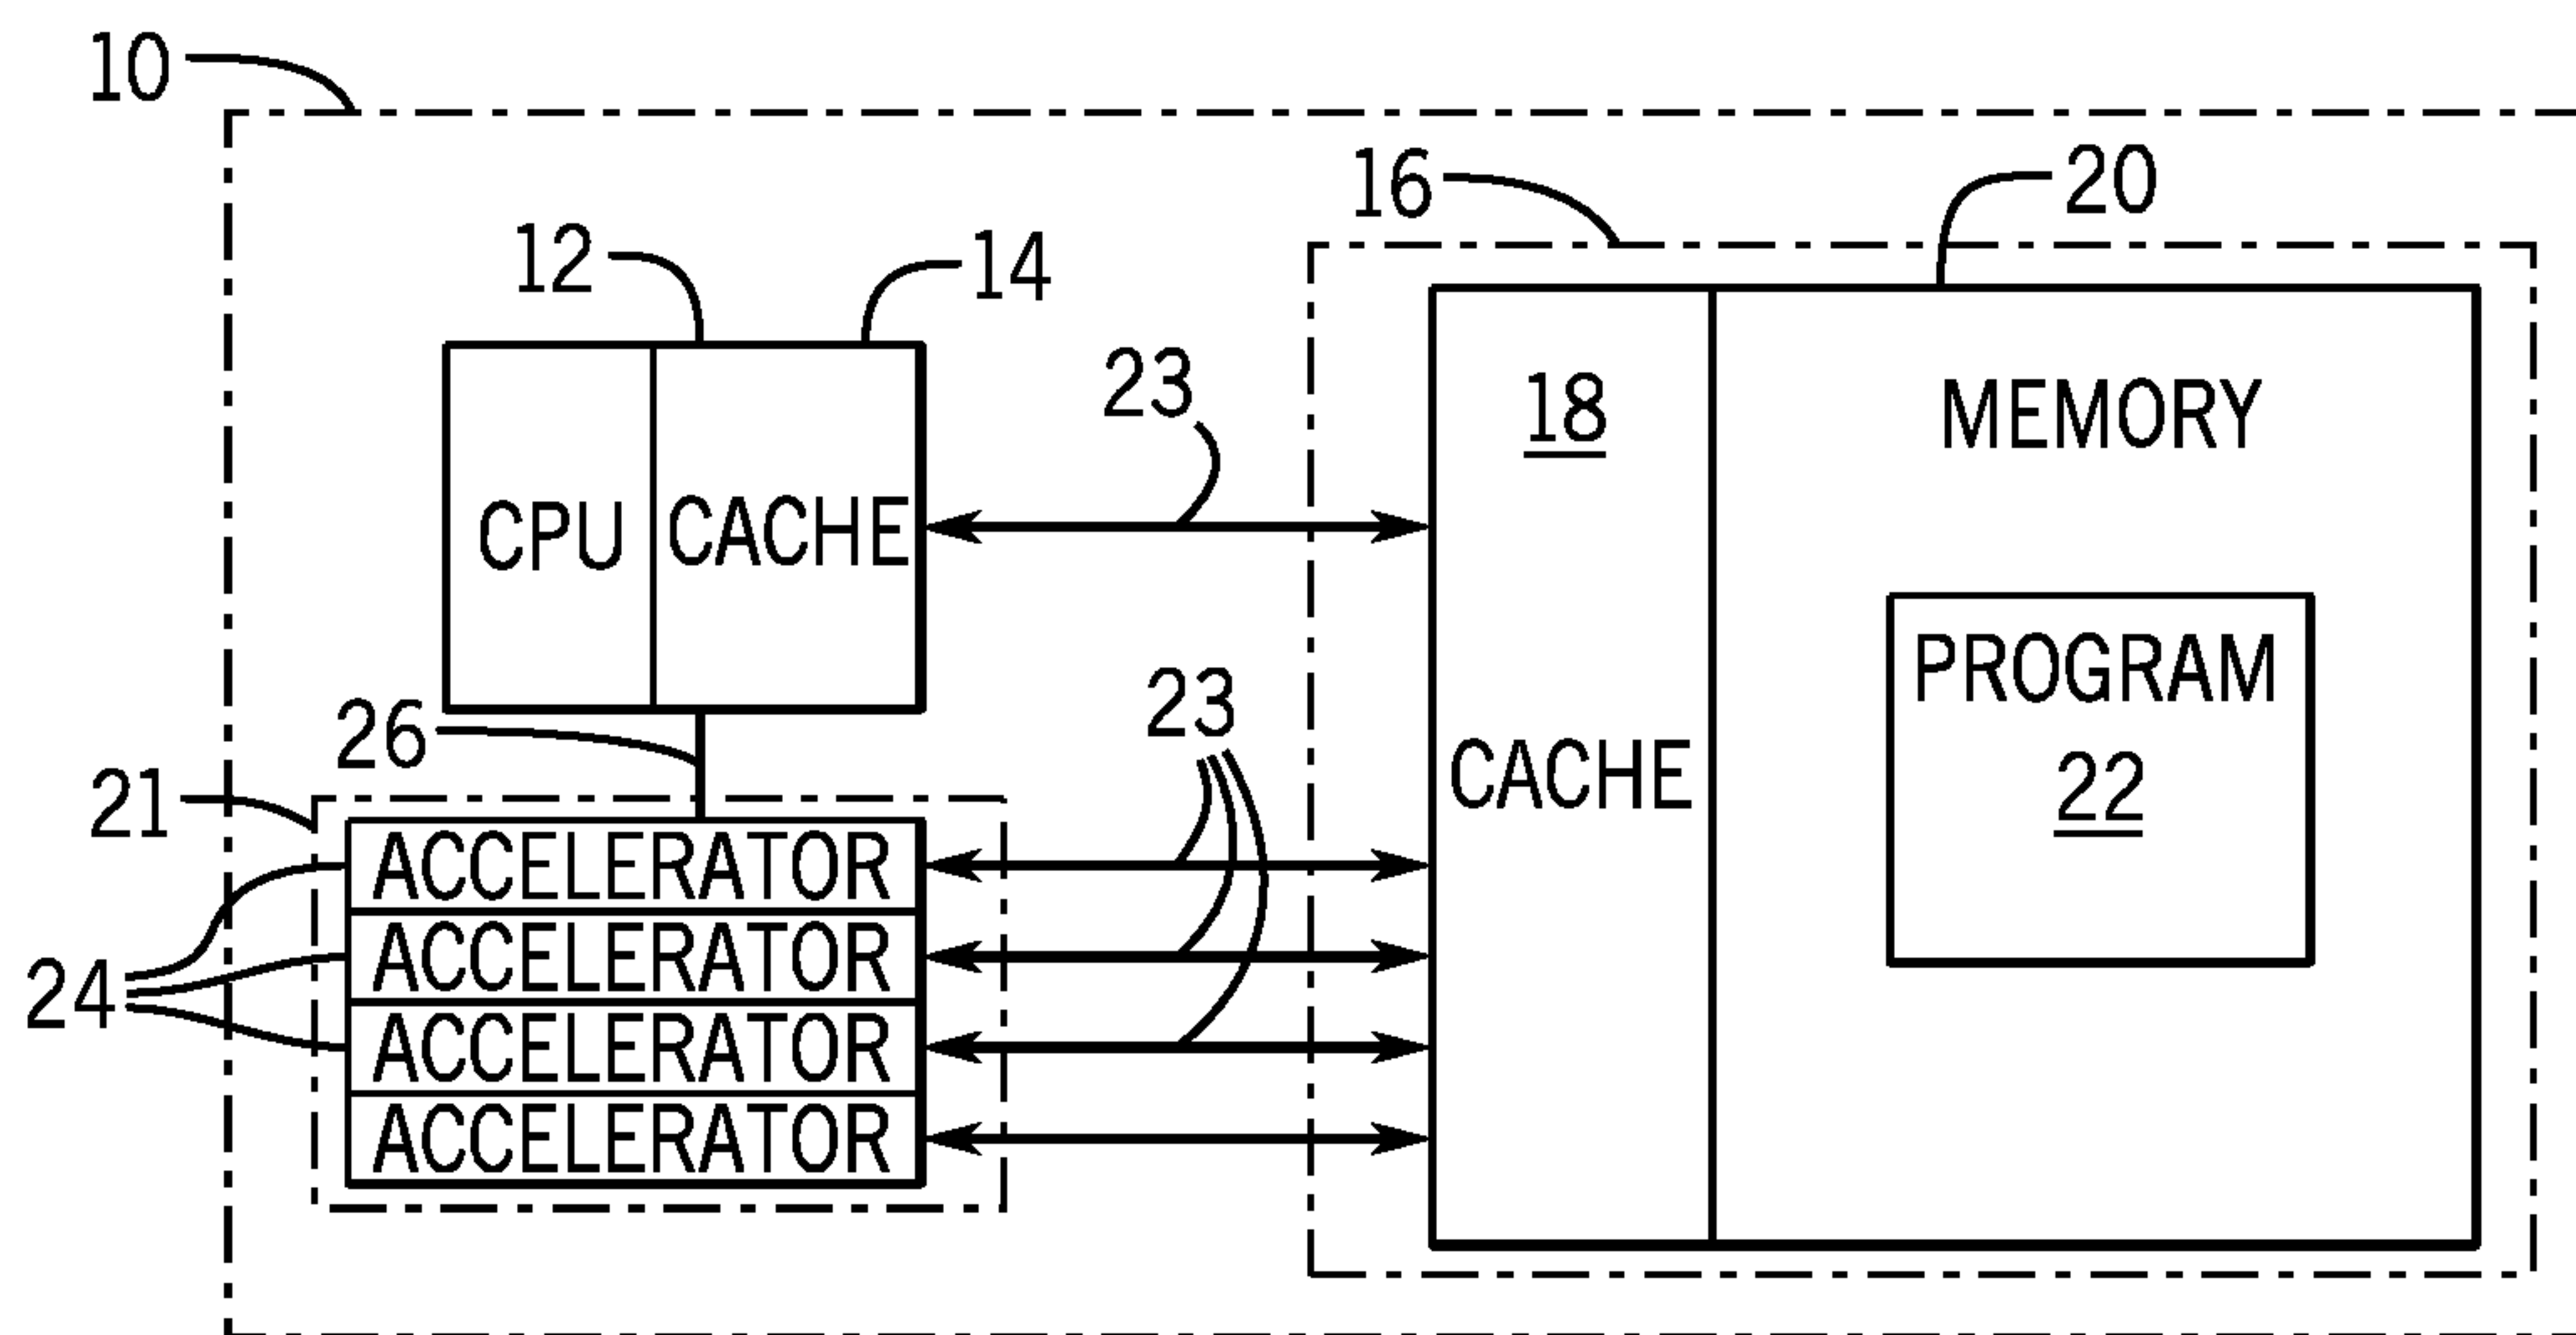 10
16
20
12
14
23
18
MEMORY
CPU
CACHE
PROGRAM
22
23
26
CACHE
21
ACCELERATOR
ACCELERATOR
24
ACCELERATOR
ACCELERATOR